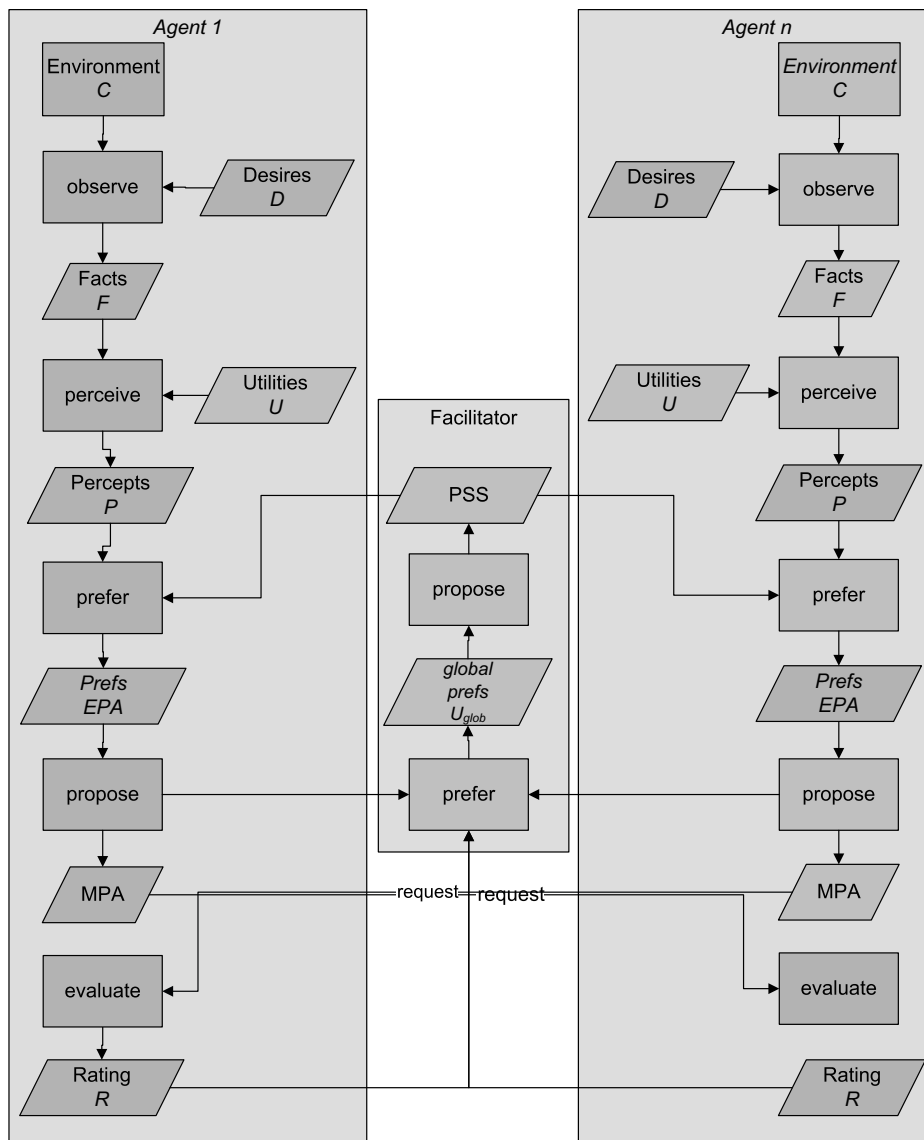 Agent 1
Environment
C
observe
Desires
D
Facts
F
perceive
Utilities
U
Percepts
P
prefer
Prefs
EPA
propose
MPA
evaluate
Rating
R
Facilitator
PSS
propose
global
prefs
Uglob
prefer
request
request
Agent n
Environment
C
Desires
D
observe
Facts
F
Utilities
U
perceive
Percepts
P
prefer
Prefs
EPA
propose
MPA
evaluate
Rating
R